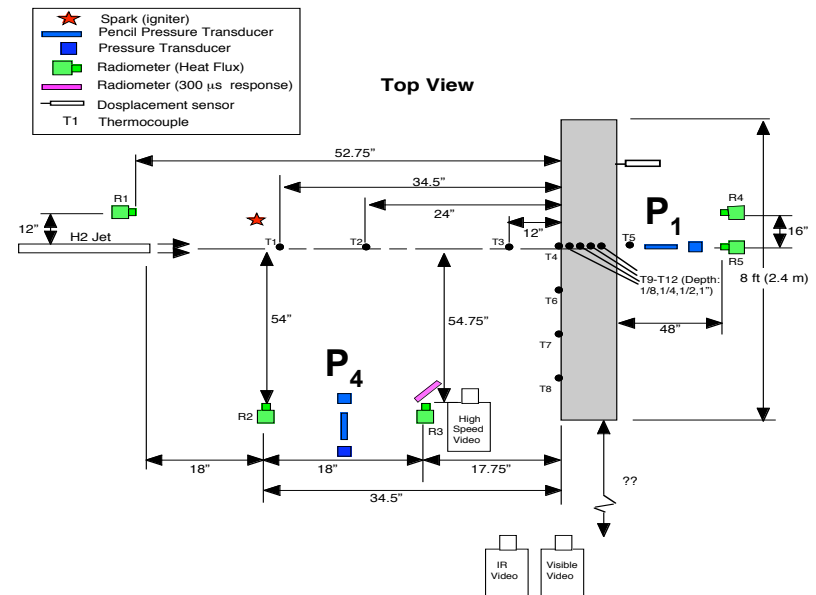 Spark (igniter)
Pencil Pressure Transducer
Pressure Transducer
Radiometer (Heat Flux)
Radiometer (300 μs response)
Dosplacement sensor
T1 Thermocouple
Top View
52.75"
34.5"
24"
12"
R1
12"
H2 Jet
T1
T2
T3
T4
T5
P1
R4
16"
R5
T9-T12 (Depth:
1/8,1/4,1/2,1")
8 ft (2.4 m)
T6
48"
54"
54.75"
T7
P4
T8
R2
R3
High
Speed
Video
18"
18"
17.75"
34.5"
??
IR
Video
Visible
Video